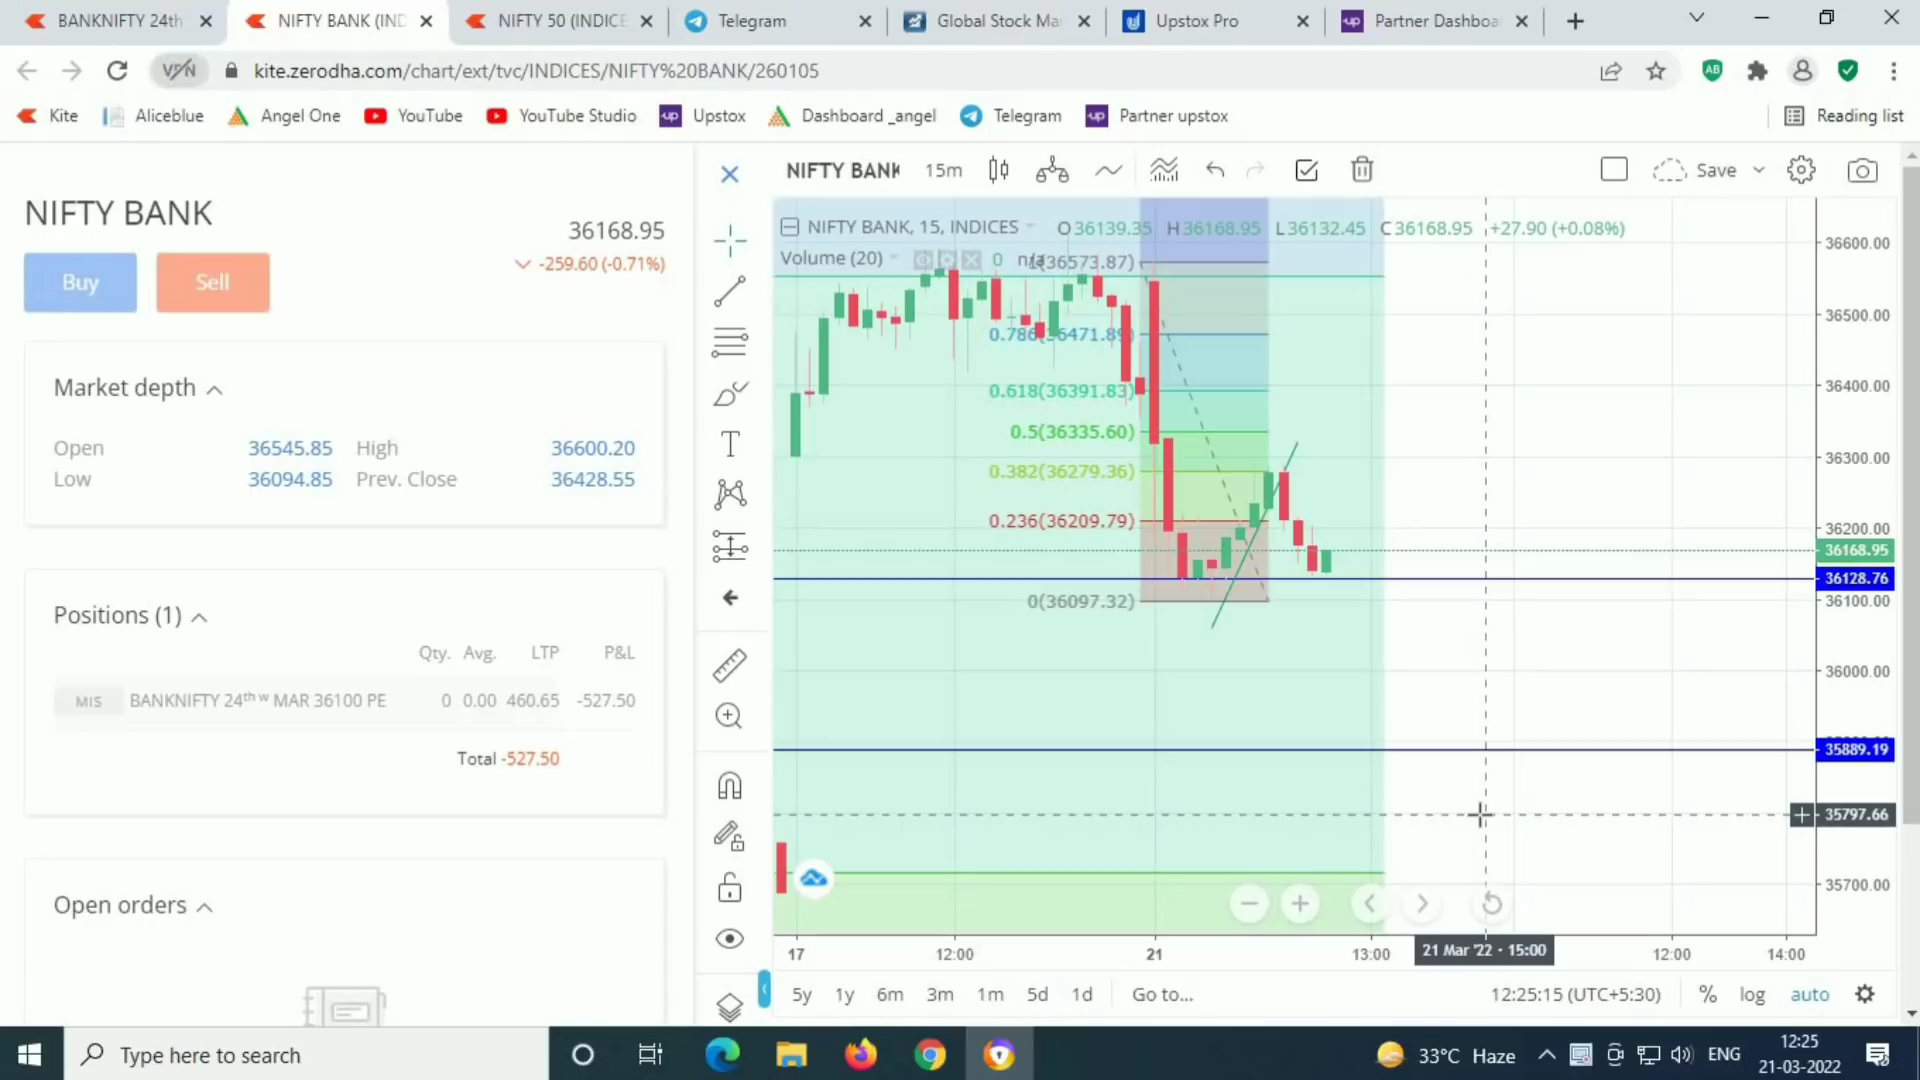 BANKNIFTY 24th
NIFTY BANK (IND
NIFTY 50 (INDICE
Telegram
Global Stock Ma
Upstox Pro
Partner Dashboa
VPN
kite.zerodha.com/chart/ext/tvc/INDICES/NIFTY%20BANK/260105
Kite
Aliceblue
Angel One
YouTube
YouTube Studio
Upstox
Dashboard _angel
Telegram
Partner upstox
Reading list
NIFTY BANK
36168.95
-259.60 (-0.71%)
Buy
Sell
Market depth
Open 36545.85 High 36600.20
Low 36094.85 Prev. Close 36428.55
Positions (1)
Qty. Avg. LTP P&L
MIS BANKNIFTY 24th w MAR 36100 PE 0 0.00 460.65 -527.50
Total -527.50
Open orders
NIFTY BANK 15m
Save
NIFTY BANK, 15, INDICES O36139.35 H36168.95 L36132.45 C36168.95 +27.90 (+0.08%)
Volume (20) 0 n/a
1(36573.87)
0.786(36471.89)
0.618(36391.83)
0.5(36335.60)
0.382(36279.36)
0.236(36209.79)
0(36097.32)
36600.00
36500.00
36400.00
36300.00
36200.00
36168.95
36128.76
36100.00
36000.00
35889.19
35797.66
35700.00
17 12:00 21 13:00 21 Mar '22 · 15:00 12:00 14:00
5y 1y 6m 3m 1m 5d 1d Go to... 12:25:15 (UTC+5:30) % log auto
Type here to search
33°C Haze
ENG
12:25
21-03-2022